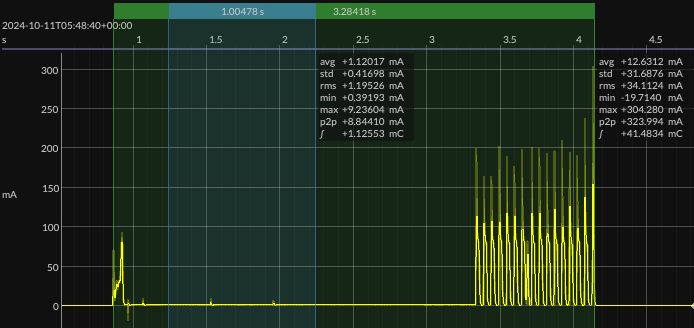 1.00478 s 3.28418 s
2024-10-11T05:48:40+00:00
s 1 1.5 2 2.5 3 3.5 4 4.5
avg +1.12017 mA
std +0.41698 mA
rms +1.19526 mA
min +0.39193 mA
max +9.23604 mA
p2p +8.84410 mA
∫ +1.12553 mC
avg +12.6312 mA
std +31.6876 mA
rms +34.1124 mA
min -19.7140 mA
max +304.280 mA
p2p +323.994 mA
∫ +41.4834 mC
300
250
200
150
mA
100
50
0